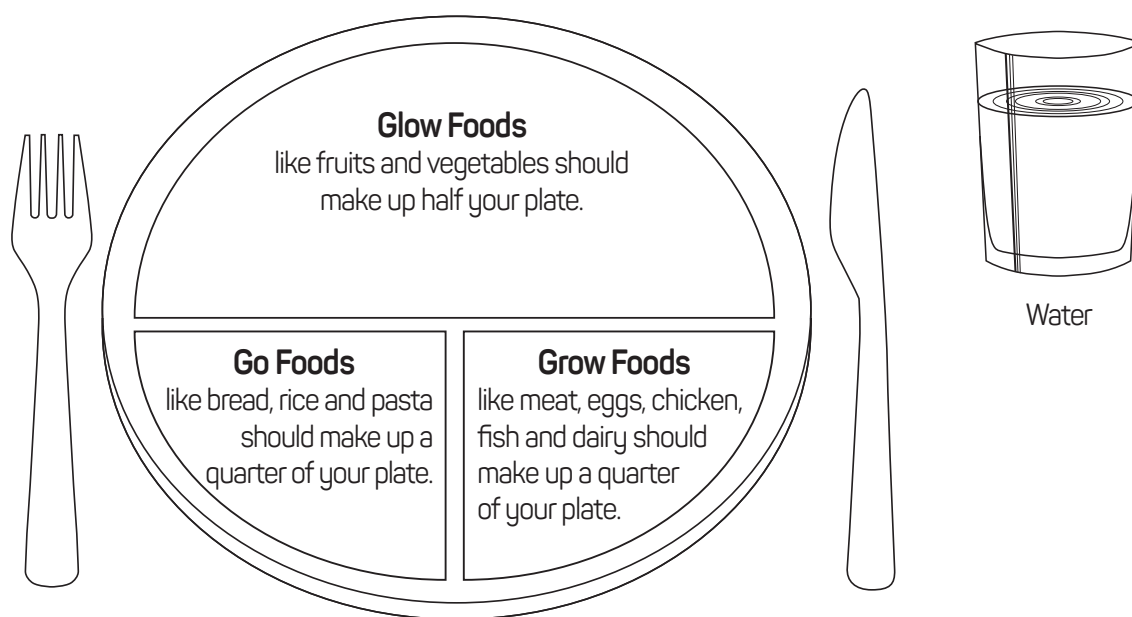 Glow Foods
like fruits and vegetables should
make up half your plate.
Go Foods
like bread, rice and pasta
should make up a
quarter of your plate.
Grow Foods
like meat, eggs, chicken,
fish and dairy should
make up a quarter
of your plate.
Water